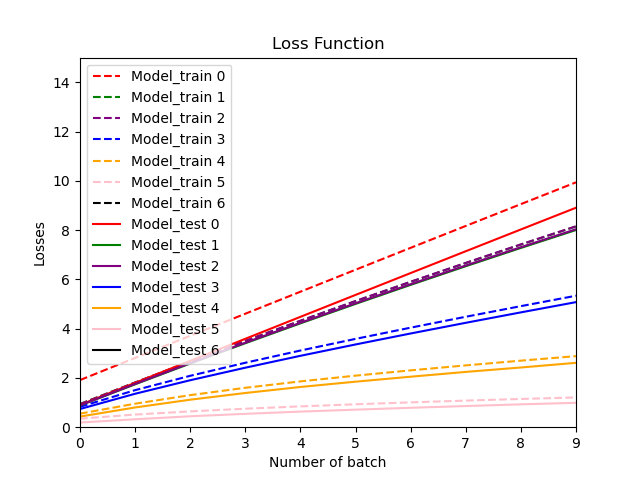 Loss Function
14
12
10
8
6
4
2
0
Losses
Model_train 0
Model_train 1
Model_train 2
Model_train 3
Model_train 4
Model_train 5
Model_train 6
Model_test 0
Model_test 1
Model_test 2
Model_test 3
Model_test 4
Model_test 5
Model_test 6
0 1 2 3 4 5 6 7 8 9
Number of batch